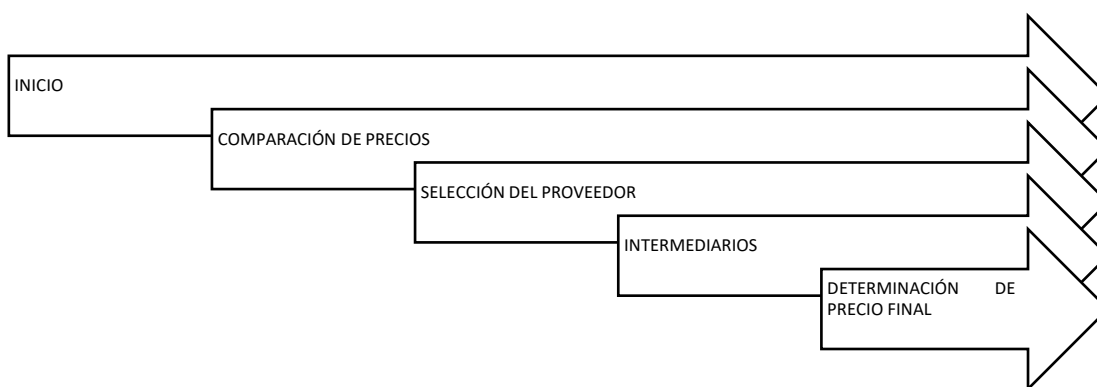 INICIO
COMPARACIÓN DE PRECIOS
SELECCIÓN DEL PROVEEDOR
INTERMEDIARIOS
DETERMINACIÓN DE
PRECIO FINAL